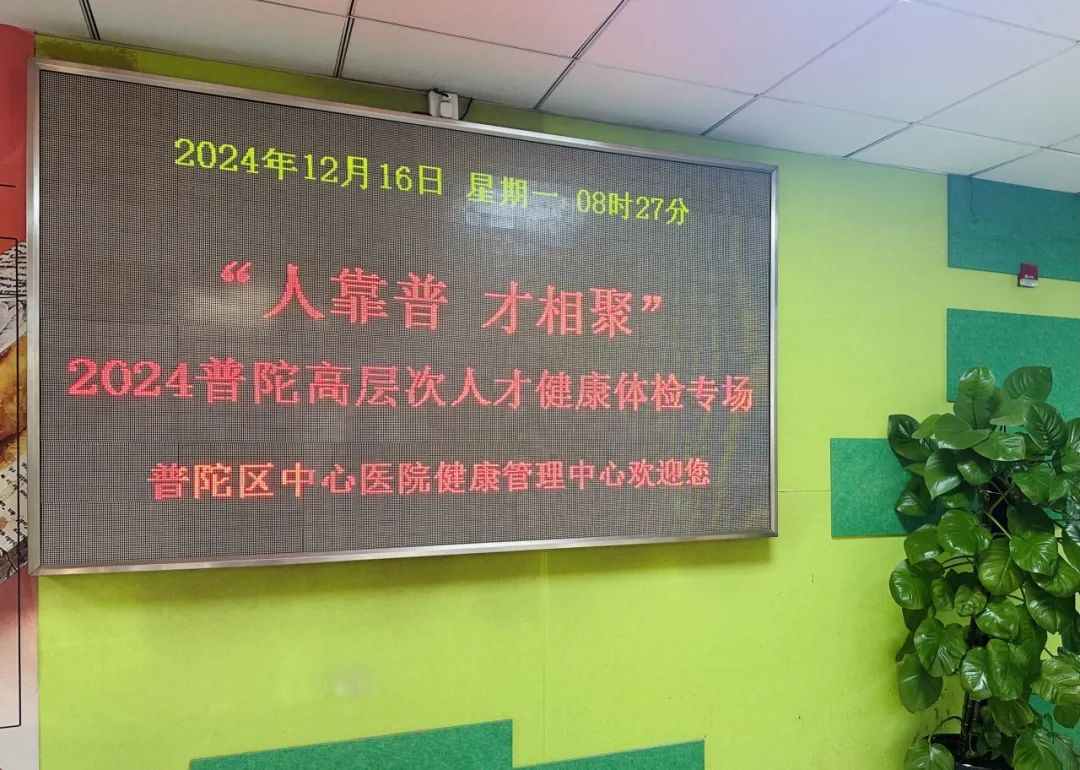 2024年12月16日 星期一 08时27分
“人靠普 才相聚”
2024普陀高层次人才健康体检专场
普陀区中心医院健康管理中心欢迎您